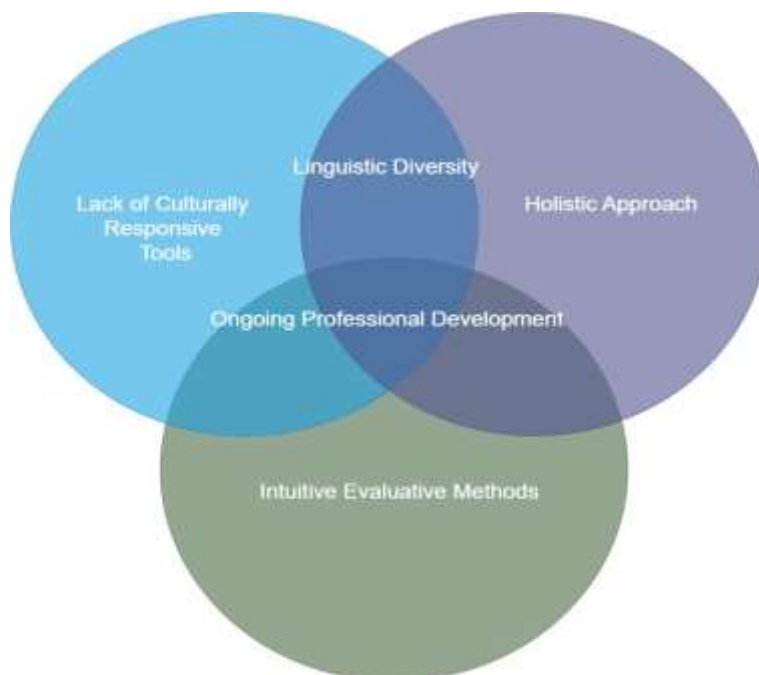 Linguistic Diversity
Lack of Culturally
Responsive
Tools
Holistic Approach
Ongoing Professional Development
Intuitive Evaluative Methods